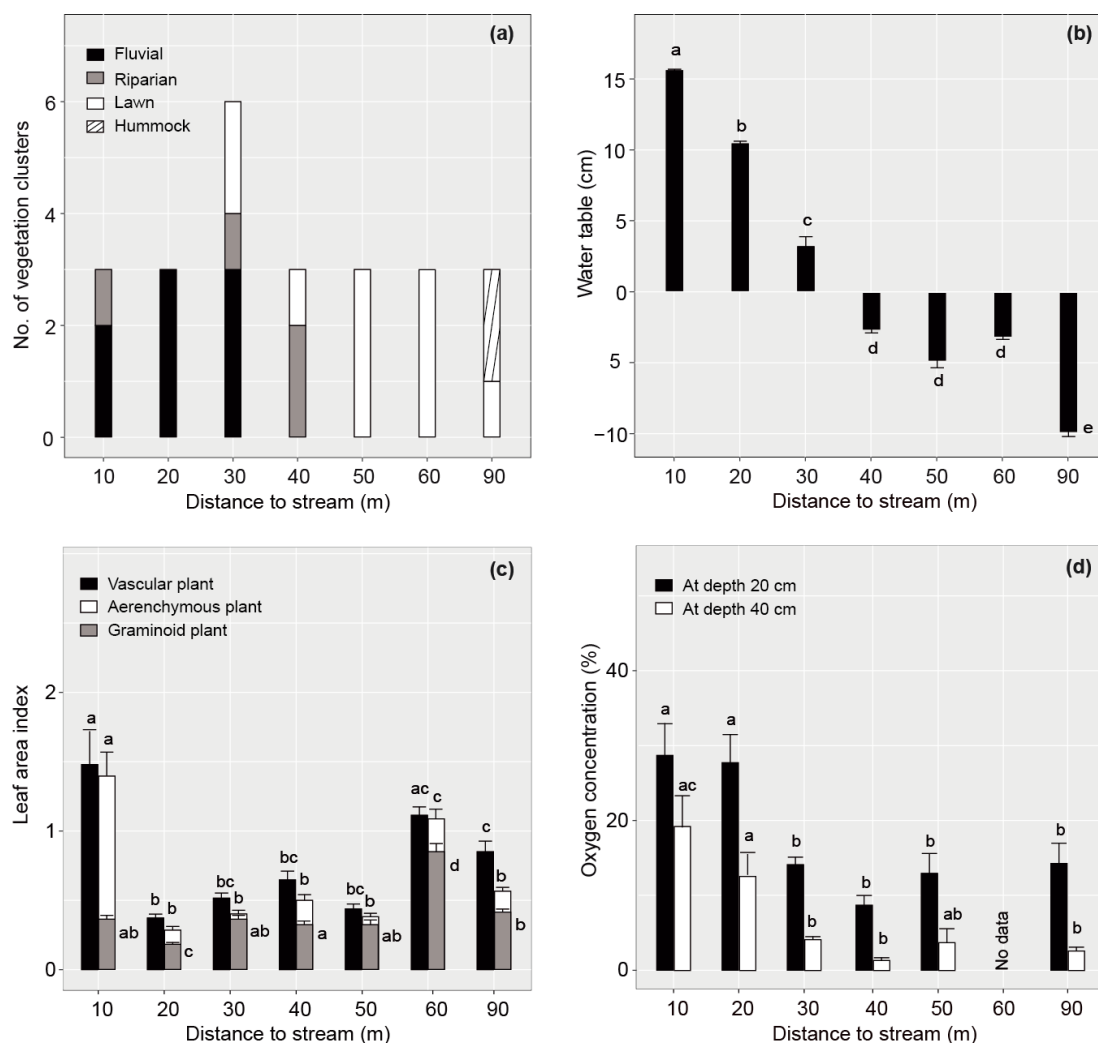 (a)
Fluvial
Riparian
Lawn
Hummock
No. of vegetation clusters
6
4
2
0
10 20 30 40 50 60 90
Distance to stream (m)
(b)
Water table (cm)
15
10
5
0
5
−10
a
b
c
d
d
d
e
10 20 30 40 50 60 90
Distance to stream (m)
(c)
Vascular plant
Aerenchymous plant
Graminoid plant
Leaf area index
2
1
0
a a ab
b b c
bc b ab
bc b a
bc b ab
ac c d
c b b
10 20 30 40 50 60 90
Distance to stream (m)
(d)
At depth 20 cm
At depth 40 cm
Oxygen concentration (%)
40
20
0
a ac
a a
b b
b b
b ab
No data
b b
10 20 30 40 50 60 90
Distance to stream (m)